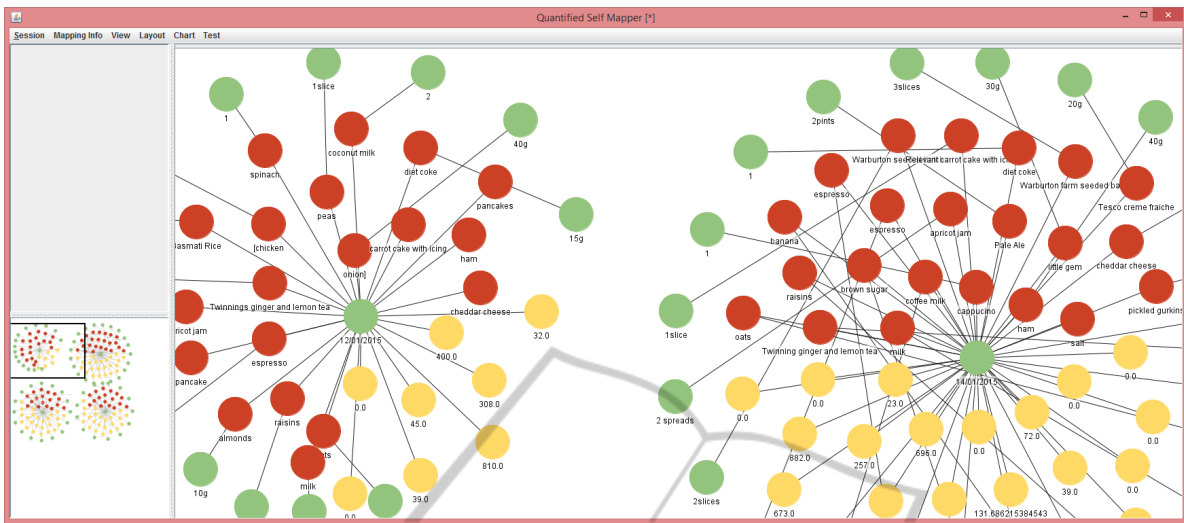 Quantified Self Mapper [*]
Session Mapping Info View Layout Chart Test
1slice
2
1
coconut milk
40g
spinach
diet coke
peas
pancakes
15g
Basmati Rice
[chicken
carrot cake with icing
ham
onion]
Twinnings ginger and lemon tea
cheddar cheese
ricot jam
12/01/2015
32.0
400.0
pancake
espresso
0.0
45.0
308.0
almonds
raisins
810.0
milk
10g
39.0
0.0
3slices
30g
20g
2pints
40g
1
Relevant carrot cake with ic
diet coke
espresso
Warburton farm seeded ba
Tesco creme fraiche
banana
espresso
apricot jam
Pale Ale
1
little gem
cheddar cheese
raisins
brown sugar
coffee milk
cappucino
pickled gurkins
ham
1slice
oats
salt
Twinning ginger and lemon tea
milk
14/01/2015
0.0
2 spreads
0.0
0.0
23.0
0.0
72.0
0.0
882.0
257.0
696.0
0.0
2slices
673.0
39.0
0.0
131.686215384543